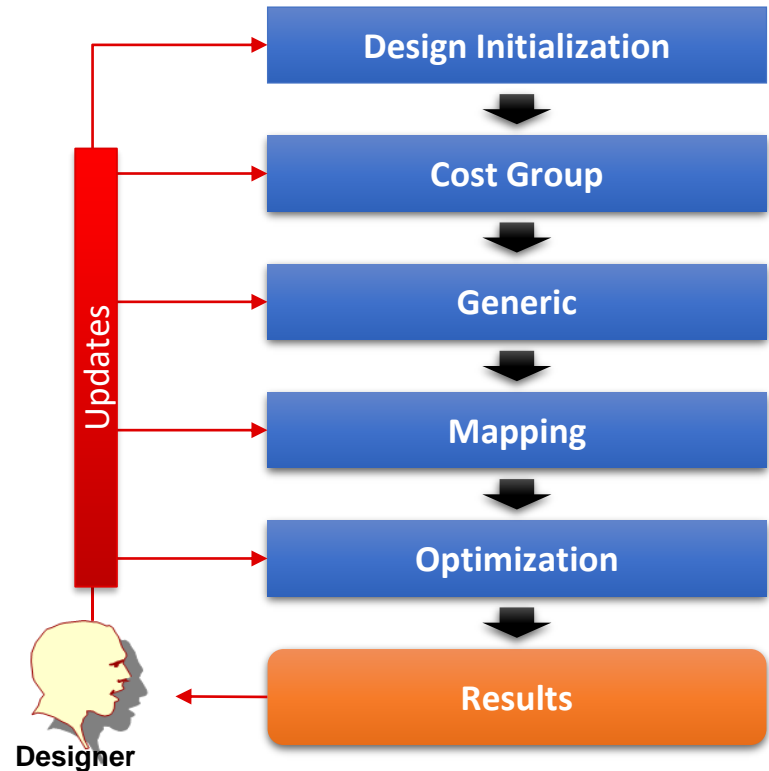 Design Initialization
Cost Group
Generic
Mapping
Optimization
Results
Updates
Designer